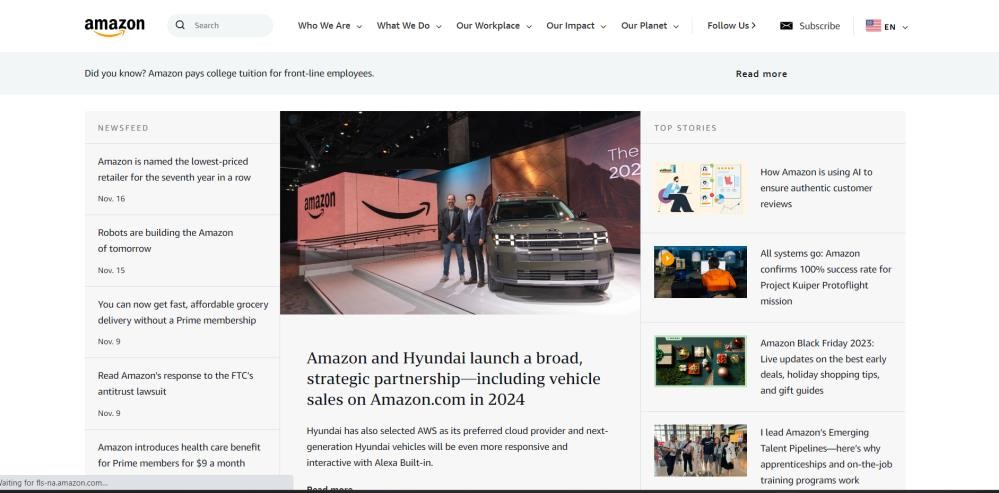 amazon
Search
Who We Are
What We Do
Our Workplace
Our Impact
Our Planet
Follow Us
Subscribe
EN
Did you know? Amazon pays college tuition for front-line employees.
Read more
NEWSFEED
Amazon is named the lowest-priced
retailer for the seventh year in a row
Nov. 16
Robots are building the Amazon
of tomorrow
Nov. 15
You can now get fast, affordable grocery
delivery without a Prime membership
Nov. 9
Read Amazon's response to the FTC's
antitrust lawsuit
Nov. 9
Amazon introduces health care benefit
for Prime members for $9 a month
amazon
The
202
Amazon and Hyundai launch a broad,
strategic partnership—including vehicle
sales on Amazon.com in 2024
Hyundai has also selected AWS as its preferred cloud provider and next-
generation Hyundai vehicles will be even more responsive and
interactive with Alexa Built-in.
Read more
TOP STORIES
How Amazon is using AI to
ensure authentic customer
reviews
All systems go: Amazon
confirms 100% success rate for
Project Kuiper Protoflight
mission
Amazon Black Friday 2023:
Live updates on the best early
deals, holiday shopping tips,
and gift guides
I lead Amazon's Emerging
Talent Pipelines—here's why
apprenticeships and on-the-job
training programs work
Waiting for fls-na.amazon.com...